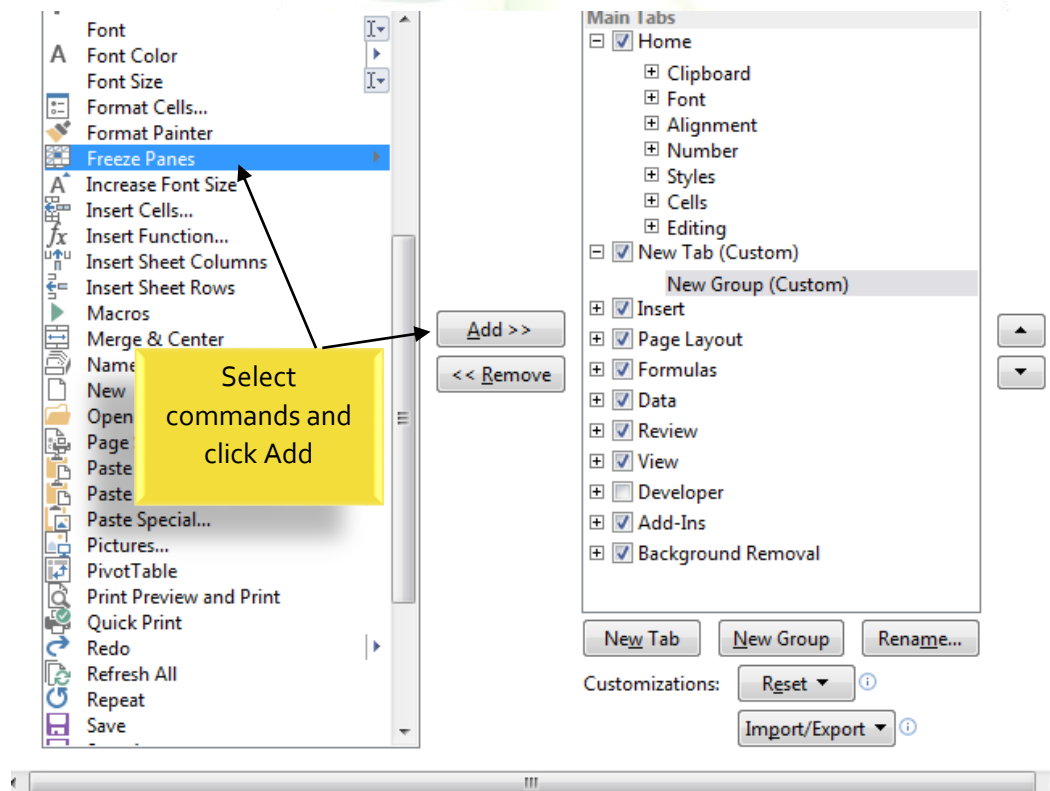 Font
A Font Color
Font Size
Format Cells...
Format Painter
Freeze Panes
A Increase Font Size
Insert Cells...
fx Insert Function...
Insert Sheet Columns
Insert Sheet Rows
Macros
Merge & Center
Name
New
Open
Page
Paste
Paste
Paste Special...
Pictures...
PivotTable
Print Preview and Print
Quick Print
Redo
Refresh All
Repeat
Save
Select
commands and
click Add
Add >>
<< Remove
Main Tabs
Home
Clipboard
Font
Alignment
Number
Styles
Cells
Editing
New Tab (Custom)
New Group (Custom)
Insert
Page Layout
Formulas
Data
Review
View
Developer
Add-Ins
Background Removal
New Tab
New Group
Rename...
Customizations:
Reset
Import/Export